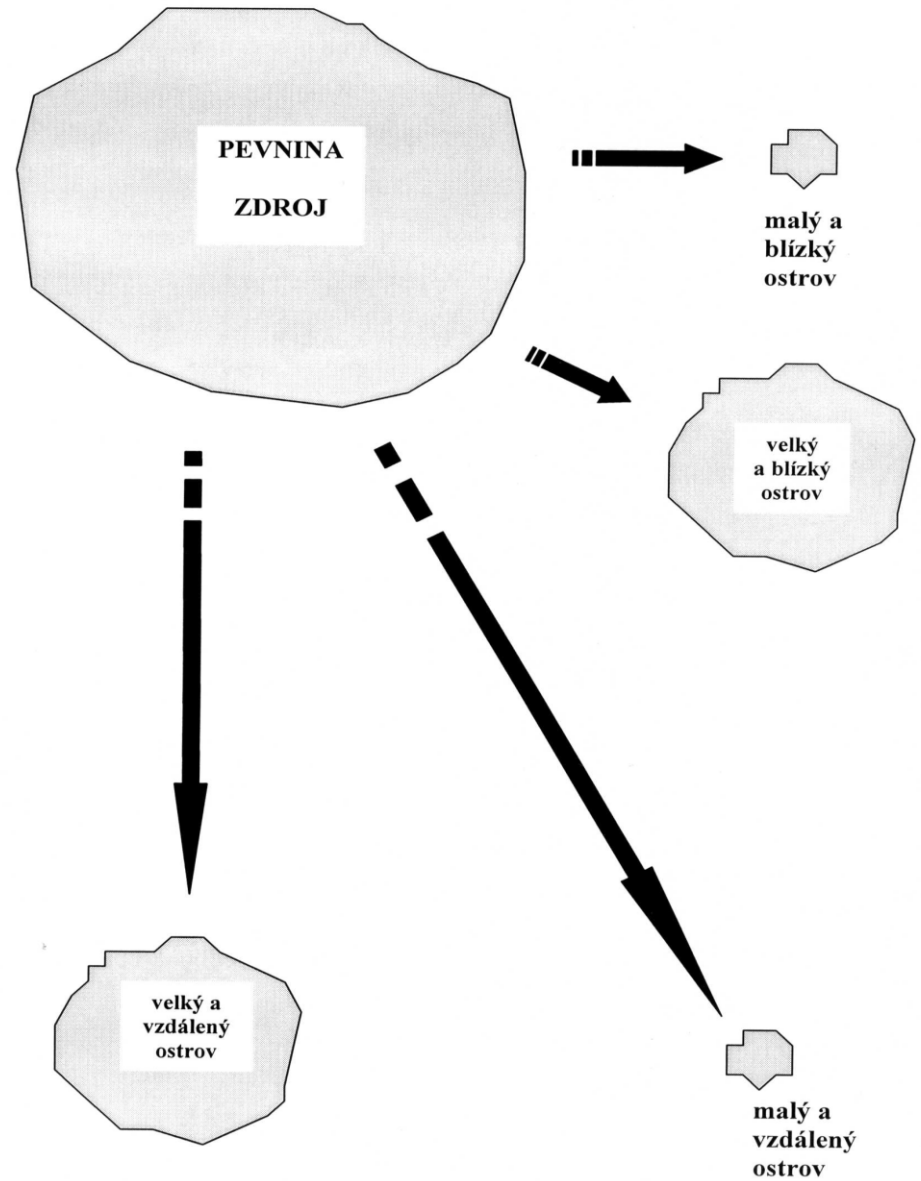 PEVNINA
ZDROJ
malý a
blízký
ostrov
velký
a blízký
ostrov
velký a
vzdálený
ostrov
malý a
vzdálený
ostrov